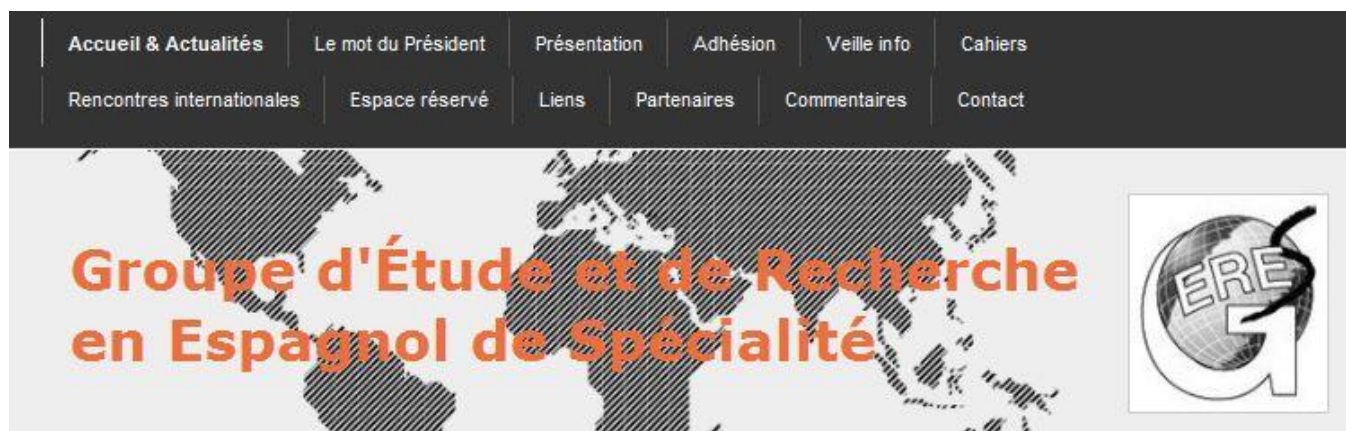 Accueil & Actualités Le mot du Président Présentation Adhésion Veille info Cahiers
Rencontres internationales Espace réservé Liens Partenaires Commentaires Contact
Groupe d'Étude et de Recherche
en Espagnol de Spécialité
GERES